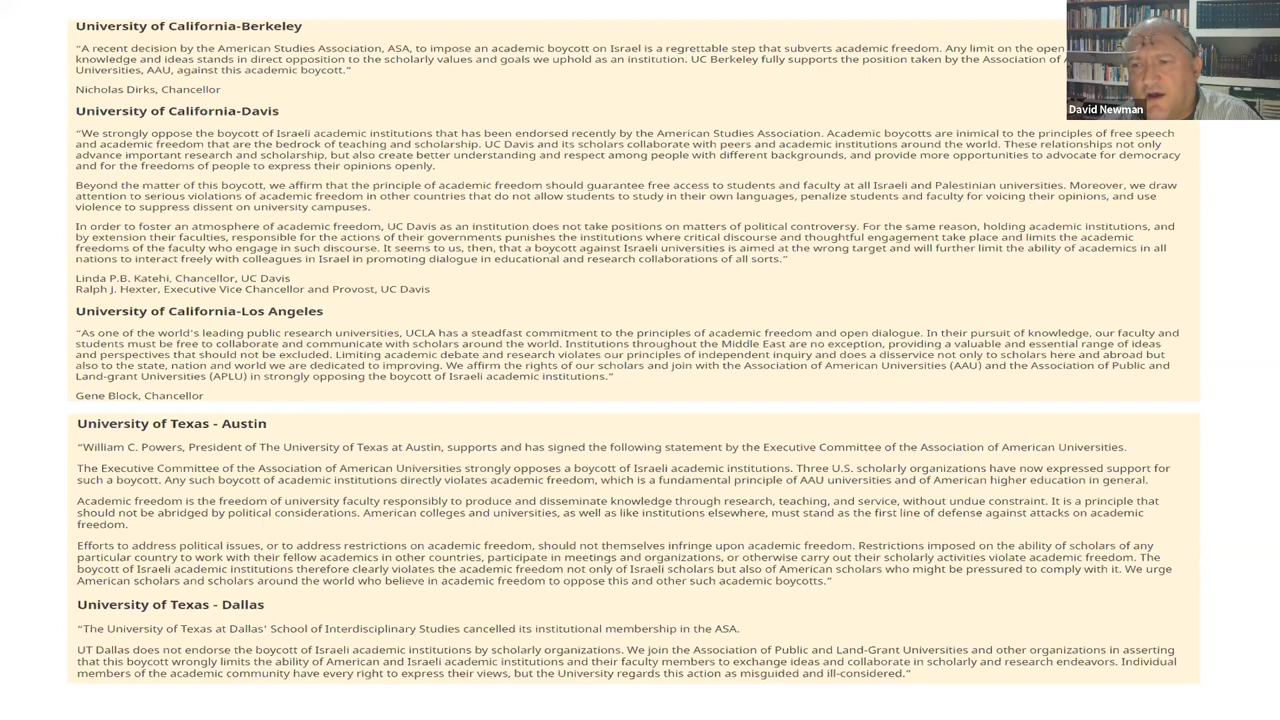 University of California-Berkeley
“A recent decision by the American Studies Association, ASA, to impose an academic boycott on Israel is a regrettable step that subverts academic freedom. Any limit on the open
knowledge and ideas stands in direct opposition to the scholarly values and goals we uphold as an institution. UC Berkeley fully supports the position taken by the Association of
Universities, AAU, against this academic boycott.”
Nicholas Dirks, Chancellor
David Newman
University of California-Davis
“We strongly oppose the boycott of Israeli academic institutions that has been endorsed recently by the American Studies Association. Academic boycotts are inimical to the principles of free speech
and academic freedom that are the bedrock of teaching and scholarship. UC Davis and its scholars collaborate with peers and academic institutions around the world. These relationships not only
advance important research and scholarship, but also create better understanding and respect among people with different backgrounds, and provide more opportunities to advocate for democracy
and for the freedoms of people to express their opinions openly.
Beyond the matter of this boycott, we affirm that the principle of academic freedom should guarantee free access to students and faculty at all Israeli and Palestinian universities. Moreover, we draw
attention to serious violations of academic freedom in other countries that do not allow students to study in their own languages, penalize students and faculty for voicing their opinions, and use
violence to suppress dissent on university campuses.
In order to foster an atmosphere of academic freedom, UC Davis as an institution does not take positions on matters of political controversy. For the same reason, holding academic institutions, and
by extension their faculties, responsible for the actions of their governments punishes the institutions where critical discourse and thoughtful engagement take place and limits the academic
freedoms of the faculty who engage in such discourse. It seems to us, then, that a boycott against Israeli universities is aimed at the wrong target and will further limit the ability of academics in all
nations to interact freely with colleagues in Israel in promoting dialogue in educational and research collaborations of all sorts.”
Linda P.B. Katehi, Chancellor, UC Davis
Ralph J. Hexter, Executive Vice Chancellor and Provost, UC Davis
University of California-Los Angeles
“As one of the world's leading public research universities, UCLA has a steadfast commitment to the principles of academic freedom and open dialogue. In their pursuit of knowledge, our faculty and
students must be free to collaborate and communicate with scholars around the world. Institutions throughout the Middle East are no exception, providing a valuable and essential range of ideas
and perspectives that should not be excluded. Limiting academic debate and research violates our principles of independent inquiry and does a disservice not only to scholars here and abroad but
also to the state, nation and world we are dedicated to improving. We affirm the rights of our scholars and join with the Association of American Universities (AAU) and the Association of Public and
Land-grant Universities (APLU) in strongly opposing the boycott of Israeli academic institutions.”
Gene Block, Chancellor
University of Texas - Austin
“William C. Powers, President of The University of Texas at Austin, supports and has signed the following statement by the Executive Committee of the Association of American Universities.
The Executive Committee of the Association of American Universities strongly opposes a boycott of Israeli academic institutions. Three U.S. scholarly organizations have now expressed support for
such a boycott. Any such boycott of academic institutions directly violates academic freedom, which is a fundamental principle of AAU universities and of American higher education in general.
Academic freedom is the freedom of university faculty responsibly to produce and disseminate knowledge through research, teaching, and service, without undue constraint. It is a principle that
should not be abridged by political considerations. American colleges and universities, as well as like institutions elsewhere, must stand as the first line of defense against attacks on academic
freedom.
Efforts to address political issues, or to address restrictions on academic freedom, should not themselves infringe upon academic freedom. Restrictions imposed on the ability of scholars of any
particular country to work with their fellow academics in other countries, participate in meetings and organizations, or otherwise carry out their scholarly activities violate academic freedom. The
boycott of Israeli academic institutions therefore clearly violates the academic freedom not only of Israeli scholars but also of American scholars who might be pressured to comply with it. We urge
American scholars and scholars around the world who believe in academic freedom to oppose this and other such academic boycotts.”
University of Texas - Dallas
“The University of Texas at Dallas' School of Interdisciplinary Studies cancelled its institutional membership in the ASA.
UT Dallas does not endorse the boycott of Israeli academic institutions by scholarly organizations. We join the Association of Public and Land-Grant Universities and other organizations in asserting
that this boycott wrongly limits the ability of American and Israeli academic institutions and their faculty members to exchange ideas and collaborate in scholarly and research endeavors. Individual
members of the academic community have every right to express their views, but the University regards this action as misguided and ill-considered.”